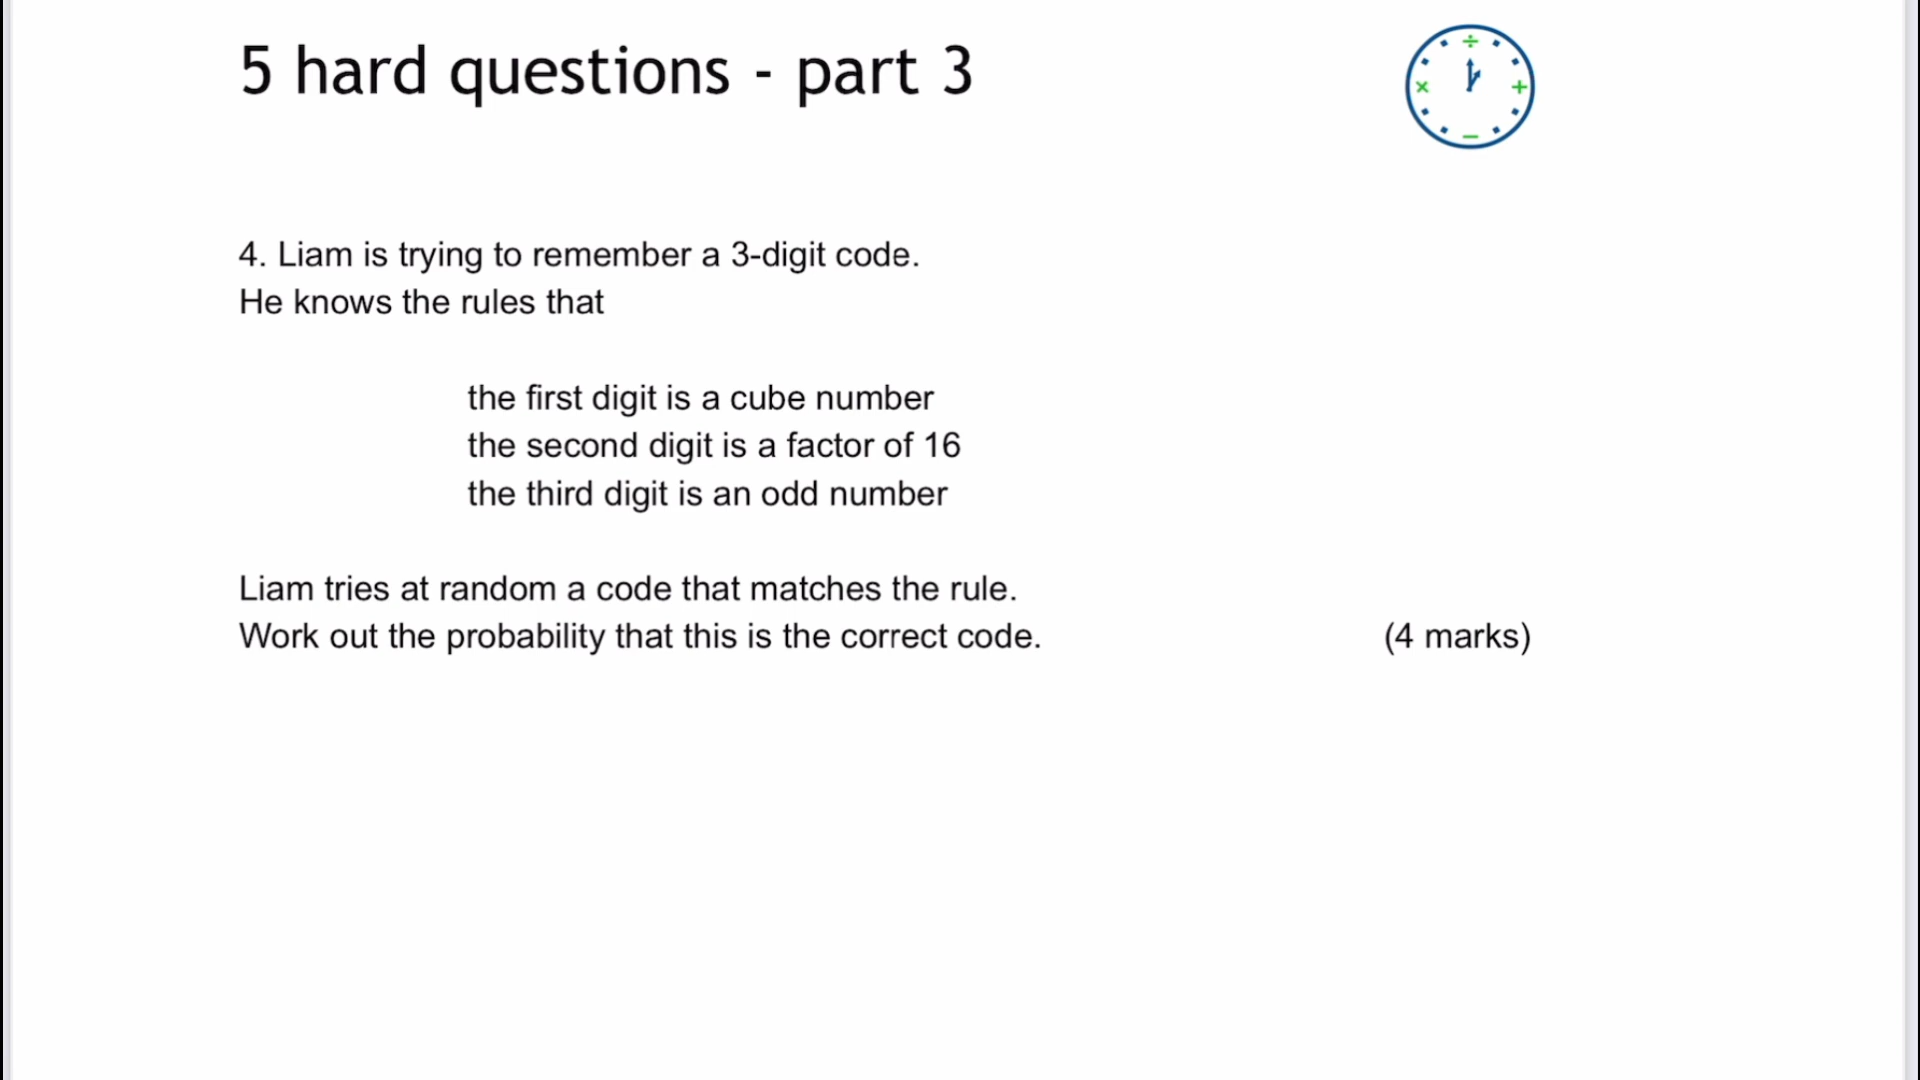 5 hard questions - part 3
4. Liam is trying to remember a 3-digit code.
He knows the rules that
the first digit is a cube number
the second digit is a factor of 16
the third digit is an odd number
Liam tries at random a code that matches the rule.
Work out the probability that this is the correct code. (4 marks)